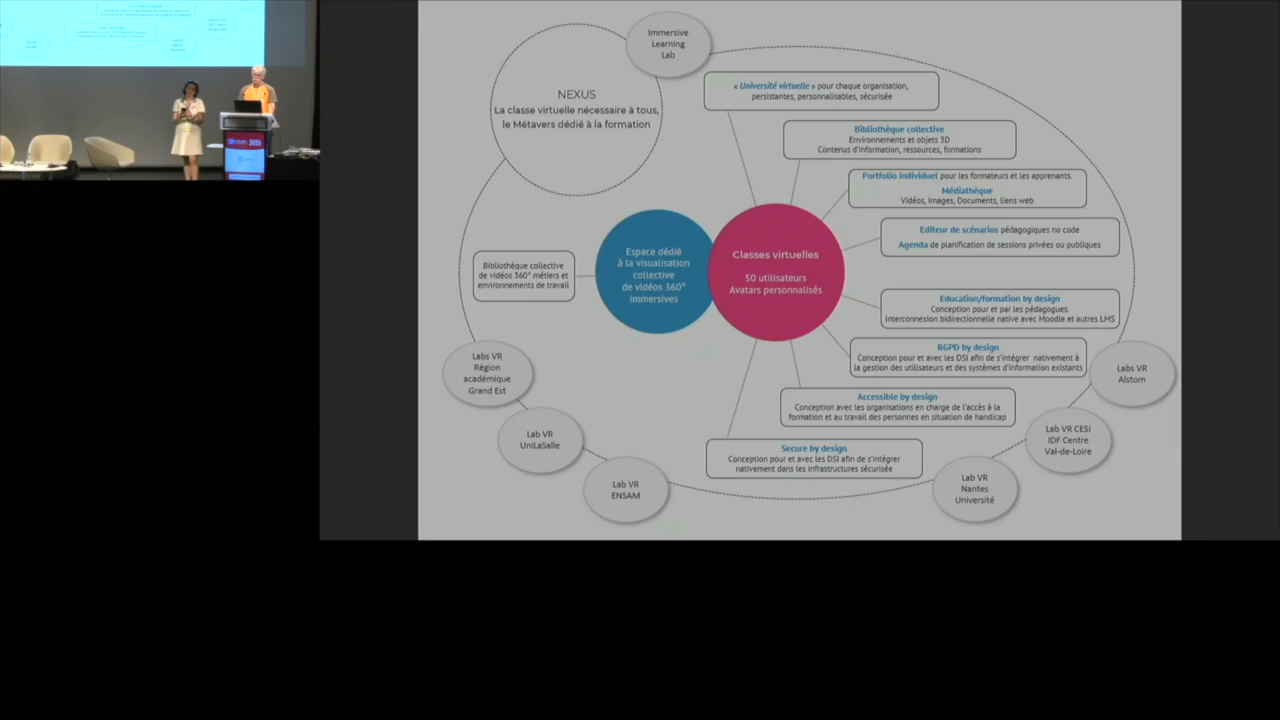 Immersive
Learning
Lab
NEXUS
La classe virtuelle nécessaire à tous,
le Métavers dédié à la formation
« Université virtuelle » pour chaque organisation,
persistantes, personnalisables, sécurisée
Bibliothèque collective
Environnements et objets 3D
Contenus d'information, ressources, formations
Portfolio individuel pour les formateurs et les apprenants.
Médiathèque
Vidéos, Images, Documents, liens web
Editeur de scénarios pédagogiques no code
Agenda de planification de sessions privées ou publiques
Espace dédié
à la visualisation
collective
de vidéos 360°
immersives
Classes virtuelles
50 utilisateurs
Avatars personnalisés
Bibliothèque collective
de vidéos 360° métiers et
environnements de travail
Education/formation by design
Conception pour et par les pédagogues.
Interconnexion bidirectionnelle native avec Moodle et autres LMS
RGPD by design
Conception pour et avec les DSI afin de s'intégrer nativement à
la gestion des utilisateurs et des systèmes d'information existants
Accessible by design
Conception avec les organisations en charge de l'accès à la
formation et au travail des personnes en situation de handicap
Secure by design
Conception pour et avec les DSI afin de s'intégrer
nativement dans les infrastructures sécurisée
Labs VR
Région
académique
Grand Est
Lab VR
UniLaSalle
Lab VR
ENSAM
Lab VR
Nantes
Université
Lab VR CESI
IDF Centre
Val-de-Loire
Labs VR
Alstom